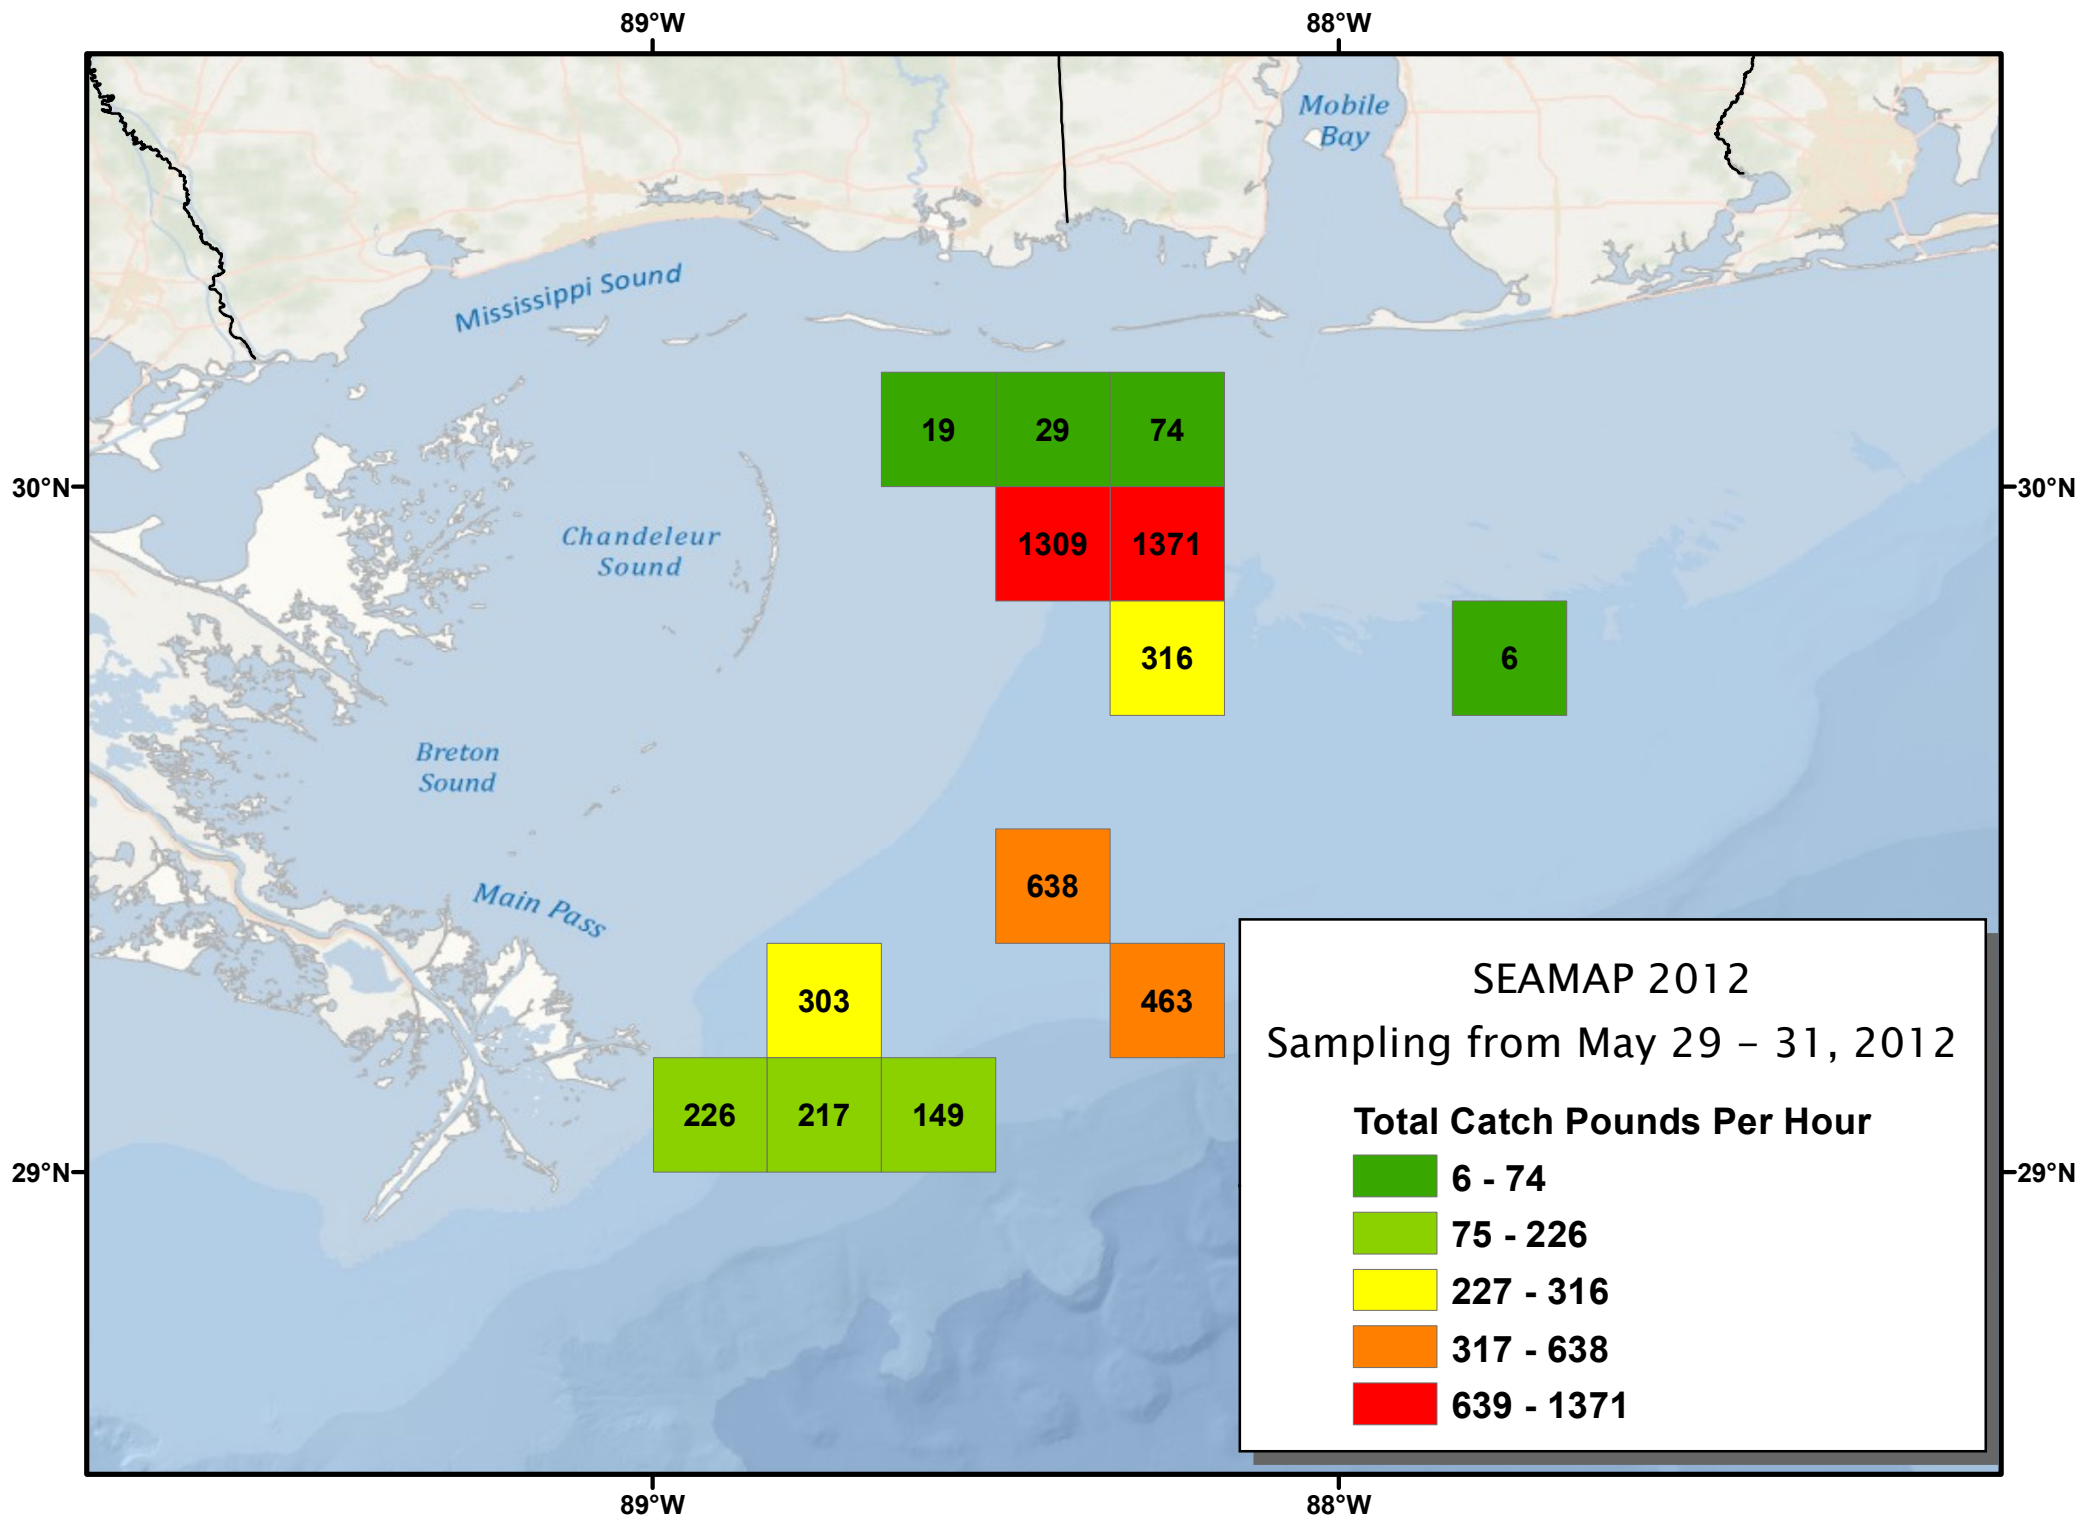 89°W
88°W
Mobile
Bay
Mississippi Sound
19
29
74
30°N
30°N
Chandeleur
Sound
1309
1371
316
6
Breton
Sound
638
Main Pass
303
463
226
217
149
29°N
29°N
SEAMAP 2012
Sampling from May 29 – 31, 2012
Total Catch Pounds Per Hour
6 - 74
75 - 226
227 - 316
317 - 638
639 - 1371
89°W
88°W